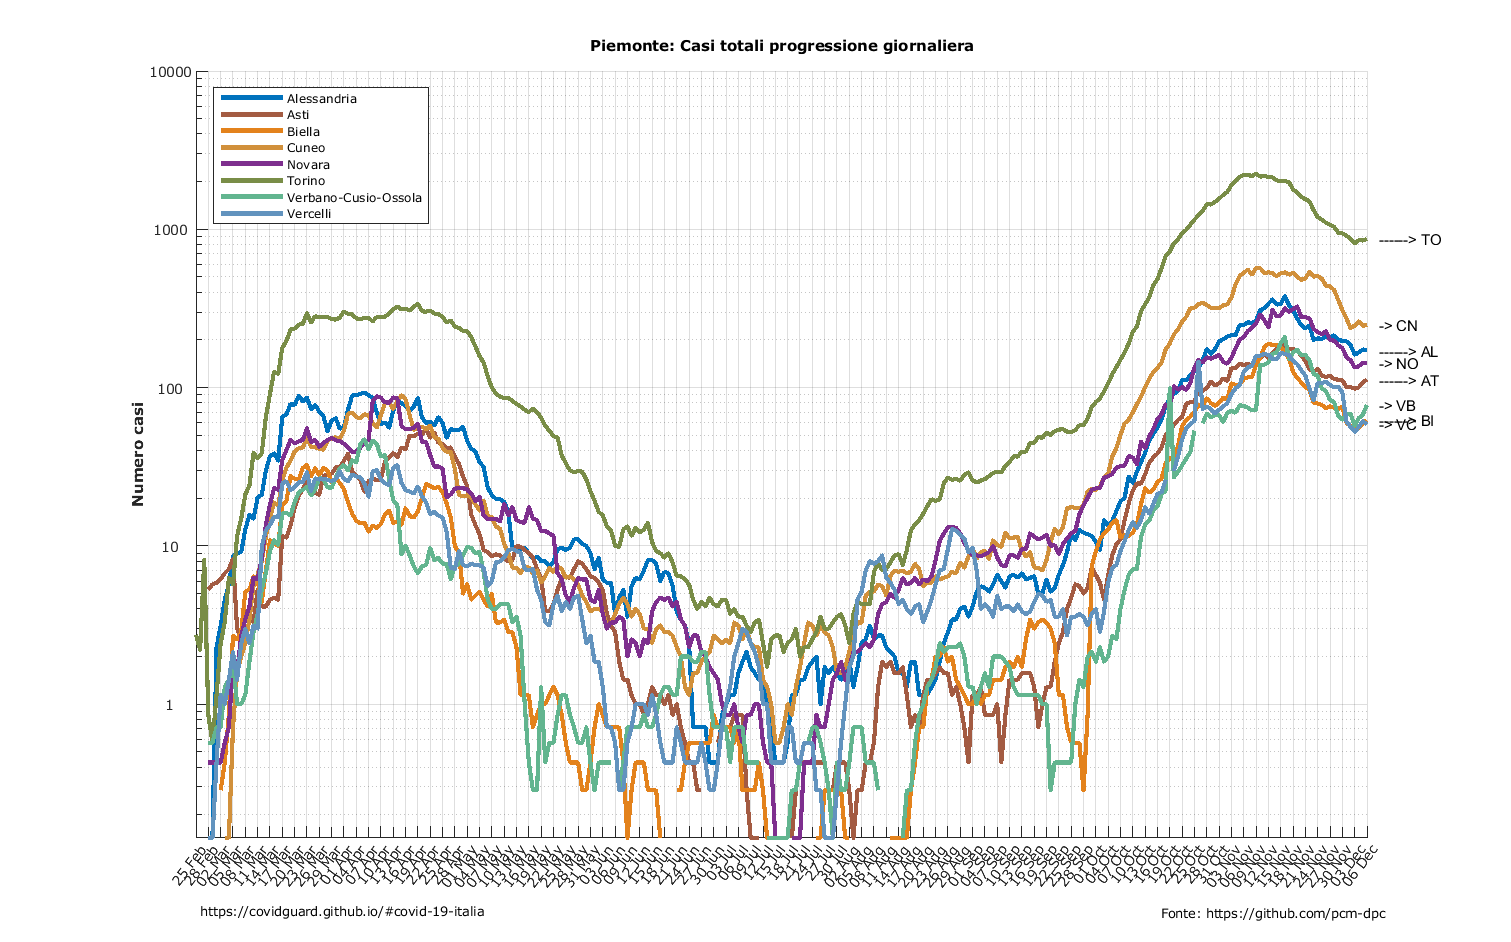 Piemonte: Casi totali progressione giornaliera
10000
1000
100
10
1
Numero casi
Alessandria
Asti
Biella
Cuneo
Novara
Torino
Verbano-Cusio-Ossola
Vercelli
------> TO
-> CN
------> AL
-> NO
------> AT
-> VB
------> BI
-> VC
25 Feb
28 Feb
02 Mar
05 Mar
08 Mar
11 Mar
14 Mar
17 Mar
20 Mar
23 Mar
26 Mar
29 Mar
01 Apr
04 Apr
07 Apr
10 Apr
13 Apr
16 Apr
19 Apr
22 Apr
25 Apr
28 Apr
01 May
04 May
07 May
10 May
13 May
16 May
19 May
22 May
25 May
28 May
31 May
03 Jun
06 Jun
09 Jun
12 Jun
15 Jun
18 Jun
21 Jun
24 Jun
27 Jun
30 Jun
03 Jul
06 Jul
09 Jul
12 Jul
15 Jul
18 Jul
21 Jul
24 Jul
27 Jul
30 Jul
02 Aug
05 Aug
08 Aug
11 Aug
14 Aug
17 Aug
20 Aug
23 Aug
26 Aug
29 Aug
01 Sep
04 Sep
07 Sep
10 Sep
13 Sep
16 Sep
19 Sep
22 Sep
25 Sep
28 Sep
01 Oct
04 Oct
07 Oct
10 Oct
13 Oct
16 Oct
19 Oct
22 Oct
25 Oct
28 Oct
31 Oct
03 Nov
06 Nov
09 Nov
12 Nov
15 Nov
18 Nov
21 Nov
24 Nov
27 Nov
30 Nov
03 Dec
06 Dec
https://covidguard.github.io/#covid-19-italia
Fonte: https://github.com/pcm-dpc